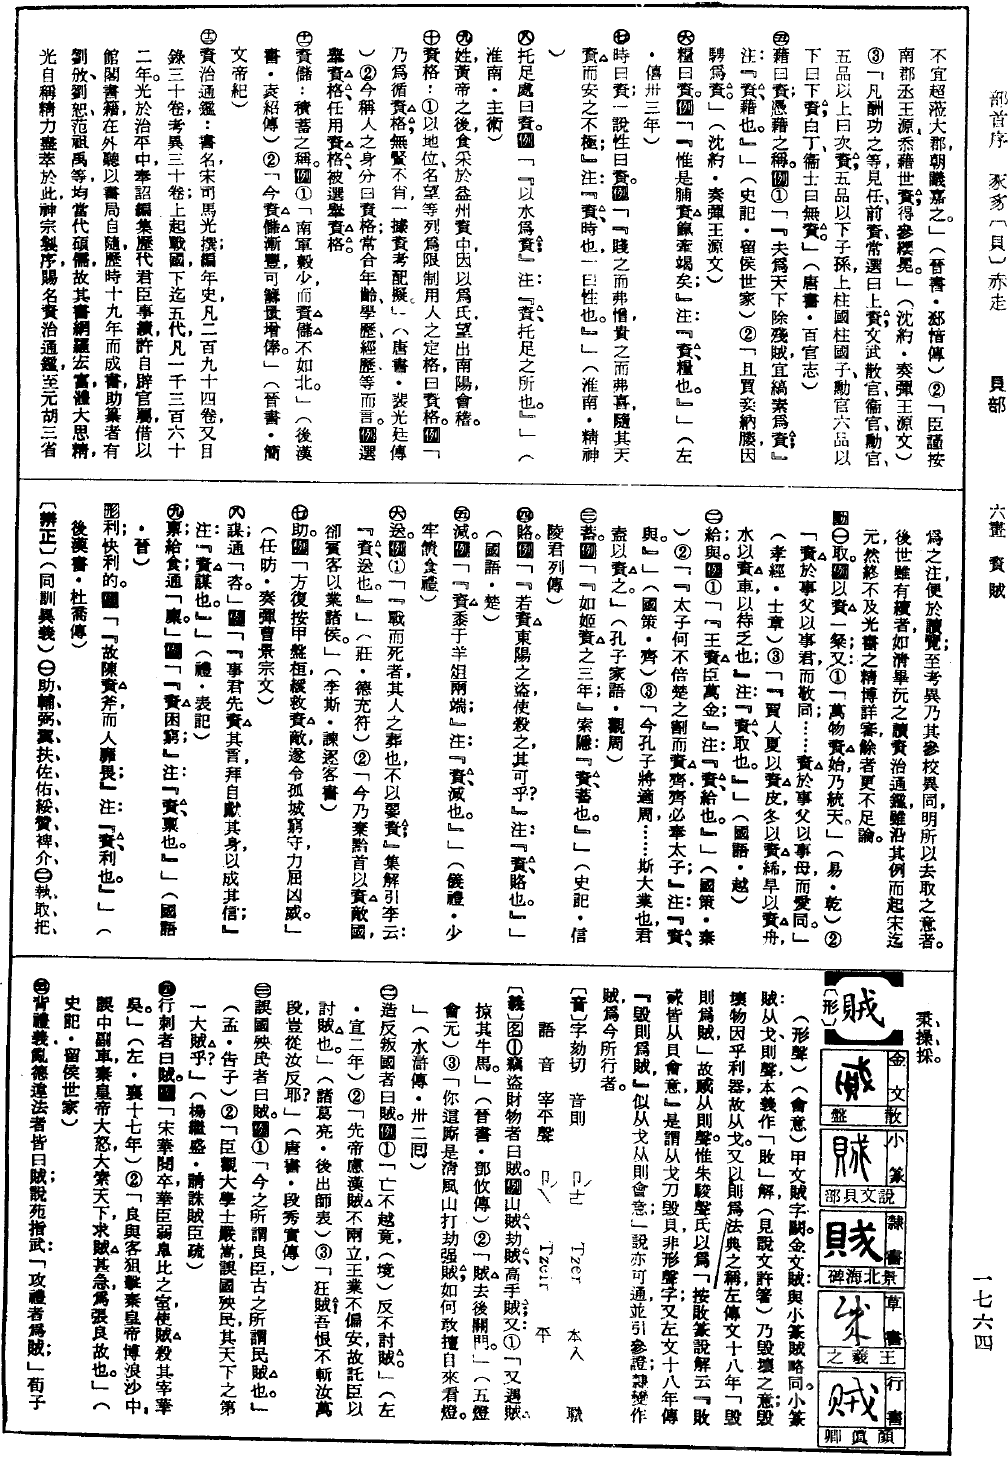 部首序 豕豸〔貝〕赤走 貝部 六畫 資賊 一七六四
不宜超涖大郡,朝議嘉之。」(晉書・郄愔傳)②「臣謹按
南郡丞王源忝藉世資,得參纓冕。」(沈約・奏彈王源文)
③「凡酬功之等,見任前資常選曰上資;文武散官、衞官、勳官、
五品以上曰次資;五品以下子孫,上柱國柱國子,勳官六品以
下曰下資;白丁衞士曰無資。」(唐書・百官志)
㊂藉曰資;憑藉之稱。例①「『夫爲天下除殘賊,宜縞素爲資;』
注:『資,藉也。』」(史記・留侯世家)②「且買妾納媵,因
聘爲資。」(沈約・奏彈王源文)
㊅糧曰資。例「『惟是脯資餼牽竭矣;』注:『資,糧也。』」(左
・僖卅三年)
㊆時曰資;一說性曰資。例「『賤之而弗憎,貴之而弗喜,隨其天
資而安之不極;』注:『資,時也;一曰性也。』」(淮南・精神
)
㊇托足處曰資。例「『以水爲資;』注:『資,托足之所也。』」(
淮南・主術)
㊈姓,黃帝之後,食采於益州資中,因以爲氏,望出南陽、會稽。
㊉資格:①以地位、名望等列爲限制用人之定格,曰資格。例「
乃爲循資格,無賢不肖,一據資考配擬。」(唐書・裴光廷傳
)②今稱人之身分曰資格,常合年齡、學歷、經歷等而言。例選
舉資格;任用資格;被選舉資格。
資儲:積蓄之稱。例①「南軍穀少,而資儲不如北。」(後漢
書・袁紹傳)②「今資儲漸豐,可籌量增俸。」(晉書・簡
文帝紀)
資治通鑑:書名,宋司馬光撰,編年史,凡二百九十四卷,又目
錄三十卷,考異三十卷;上起戰國,下迄五代,凡一千三百六十
二年。光於治平中奉詔編集歷代君臣事績,許自辟官屬,借以
館閣書籍,在外聽以書局自隨,歷時十九年而成書;助纂者有
劉攽、劉恕、范祖禹等,均當代碩儒;故其書網羅宏富,體大思精,
光自稱精力盡萃於此;神宗製序賜名資治通鑑;至元胡三省
爲之注,便於讀覽;至考異乃其參校異同,明所以去取之意者。
後世雖有續者,如清畢沅之續資治通鑑,雖沿其例而起宋迄
元,然終不及光書之精博詳審,餘者更不足論。
動㊀取。例以資一粲。又:①「萬物資始,乃統天。」(易・乾)②
「資於事父以事君而敬同……資於事父以事母而愛同。」
(孝經・士章)③「『賈人夏以資皮,冬以資絺,旱以資舟,
水以資車,以待乏也;』注:『資,取也。』」(國語・越)
㊁給與。例①「『王資臣萬金;』注:『資,給也。』」(國策・秦
)②「『太子何不倍楚之割而資齊,齊必奉太子;』注:『資,
與。』」(國策・齊)③「今孔子將適周,……斯大業也,君
盍以資之。」(孔子家語・觀周)
㊂蓄。例「『如姬資之三年;』索隱:『資,蓄也。』」(史記・信
陵君列傳)
㊃賂。例「『若資東陽之盜使殺之,其可乎?』注:『資,賂也。』」
(國語・楚)
㊄減。例「『資黍于羊俎兩端;』注:『資,減也。』」(儀禮・少
牢饋食禮)
㊅送。例①「『戰而死者,其人之葬也,不以翣資;』集解引李云:
『資,送也。』」(莊・德充符)②「今乃棄黔首以資敵國,
卻賓客以業諸侯。」(李斯・諫逐客書)
㊆助。例「方復按甲盤桓,緩救資敵,遂令孤城窮守,力屈凶威。」
(任昉・奏彈曹景宗文)
㊇謀;通「咨」。例「『事君先資其言,拜自獻其身以成其信;』
注:『資,謀也。』」(禮・表記)
㊈稟給;食;通「廩」。例「『資困窮;』注:『資,稟也。』」(國語
・晉)
形利;快利的。例「『故陳資斧而人靡畏;』注:『資,利也。』」(
後漢書・杜喬傳)
〔辨正〕(同訓異義)㊀助、輔、弼、翼、扶、佐、佑、綏、贊、裨、介。㊁執、取、把、
秉、操、採。
賊
金文 散盤
小篆 說文貝部
隸書 景北海碑
草書 王羲之
行書 顏眞卿
〔形〕
(形聲)(會意)甲文賊字闕。金文賊:與小篆賊略同。小篆
賊:从戈、則聲,本義作「敗」解,(見說文許箸)乃毀壞之意;毀
壞物因乎利器,故从戈。又以則爲法典之稱,左傳文十八年「毀
則爲賊」故賊从則聲。惟朱駿聲氏以爲「按敗篆說解云『敗
賊皆从貝會意』是謂从戈刀毀貝,非形聲字;又左文十八年傳
『毀則爲賊』似从戈从則會意」說亦可通,並引參證。隸變作
賊,爲今所行者。
〔音〕字劾切 音則 本入 職
語音 宰平聲 平
〔義〕名①竊盜財物者曰賊。例山賊;劫賊;高手賊。又:①「又遇賊
掠其牛馬。」(晉書・鄧攸傳)②「賊去後關門。」(五燈
會元)③「你這廝是清風山打劫强賊,如何敢擅自來看燈。
」(水滸傳・卅二囘)
㊁造反叛國者曰賊。例①「亡不越竟(境),反不討賊。」(左
・宣二年)②「先帝慮漢賊不兩立,王業不偏安,故託臣以
討賊也。」(諸葛亮・後出師表)③「狂賊,吾恨不斬汝萬
段,豈從汝反耶?」(唐書・段秀實傳)
㊂誤國殃民者曰賊。例①「今之所謂良臣,古之所謂民賊也。」
(孟・告子)②「臣觀大學士嚴嵩,誤國殃民,其天下之第
一大賊乎?」(楊繼盛・請誅賊臣疏)
㊃行刺者曰賊。例「宋華閱卒,華臣弱臯比之室,使賊殺其宰華
吳。」(左・襄十七年)②「良與客狙擊秦皇帝博浪沙中,
誤中副車,秦皇帝大怒,大索天下,求賊甚急,爲張良故也。」(
史記・留侯世家)
背禮義、亂德違法者皆曰賊;說苑指武:「攻禮者爲賊」荀子